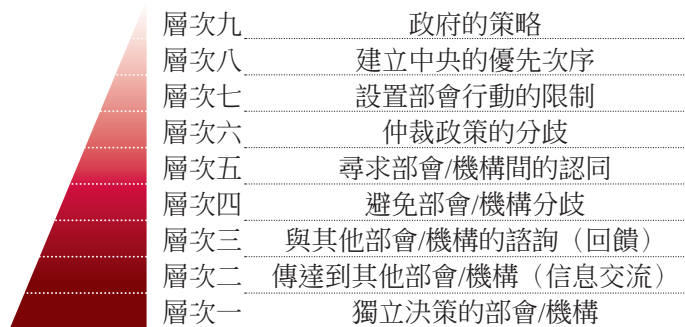 層次九 政府的策略
層次八 建立中央的優先次序
層次七 設置部會行動的限制
層次六 仲裁政策的分歧
層次五 尋求部會/機構間的認同
層次四 避免部會/機構分歧
層次三 與其他部會/機構的諮詢（回饋）
層次二 傳達到其他部會/機構（信息交流）
層次一 獨立決策的部會/機構